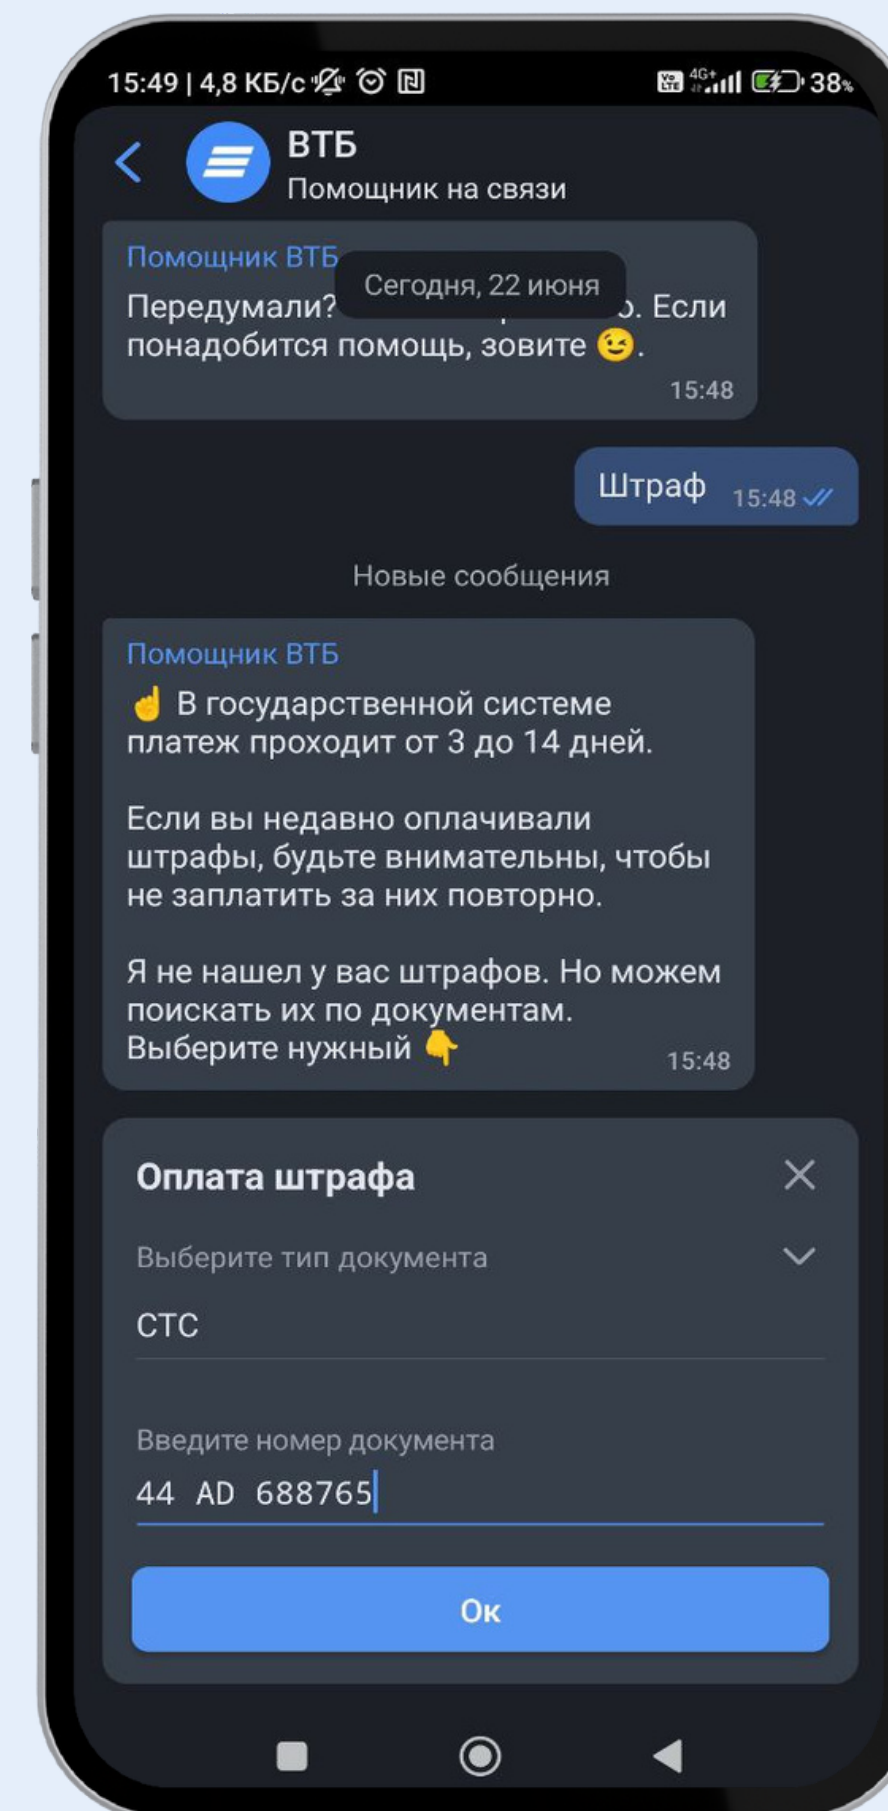 15:49 | 4,8 КБ/с
Vo LTE 4G+ 38%
ВТБ
Помощник на связи
Помощник ВТБ
Сегодня, 22 июня
Передумали? Если
понадобится помощь, зовите 😉.
15:48
Штраф 15:48
Новые сообщения
Помощник ВТБ
☝ В государственной системе
платеж проходит от 3 до 14 дней.
Если вы недавно оплачивали
штрафы, будьте внимательны, чтобы
не заплатить за них повторно.
Я не нашел у вас штрафов. Но можем
поискать их по документам.
Выберите нужный 👇
15:48
Оплата штрафа
Выберите тип документа
СТС
Введите номер документа
44 AD 688765
Ок